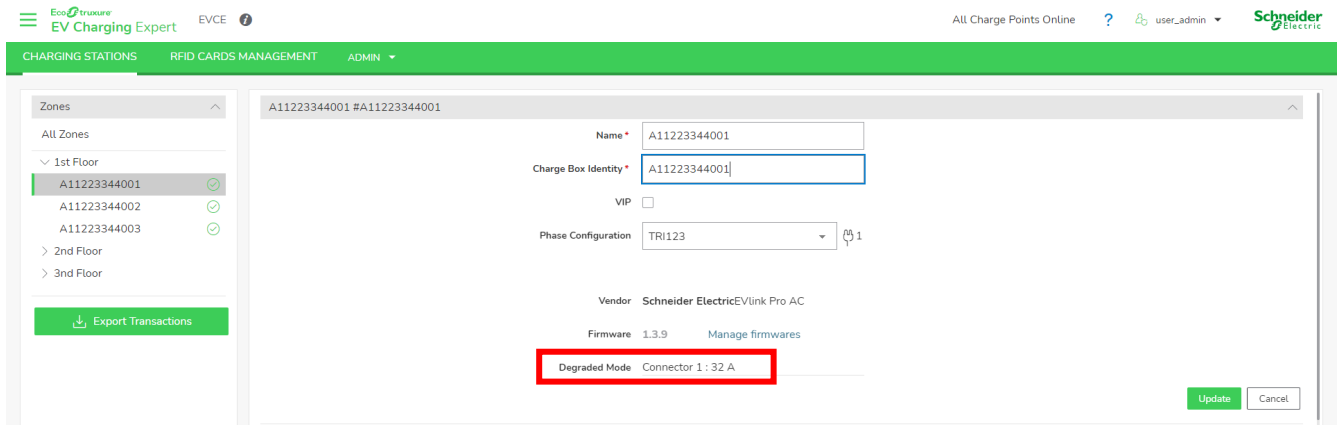 EcoStruxure
EV Charging Expert
EVCE
All Charge Points Online
?
user_admin
Schneider
Electric
CHARGING STATIONS
RFID CARDS MANAGEMENT
ADMIN
Zones
All Zones
1st Floor
A11223344001
A11223344002
A11223344003
2nd Floor
3rd Floor
Export Transactions
A11223344001 #A11223344001
Name * A11223344001
Charge Box Identity * A11223344001
VIP
Phase Configuration TRI123 1
Vendor Schneider ElectricEVlink Pro AC
Firmware 1.3.9 Manage firmwares
Degraded Mode Connector 1 : 32 A
Update Cancel